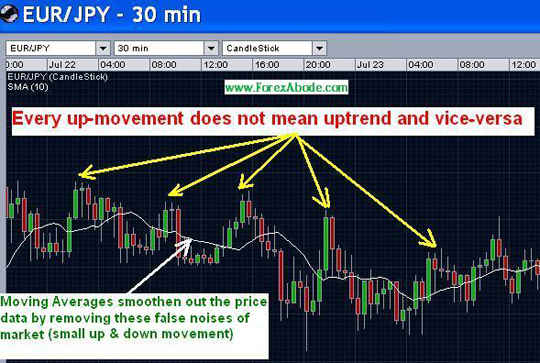 EUR/JPY - 30 min
EUR/JPY 30 min CandleStick
0:00 Jul 22 04:00 08:00 12:00 16:00 20:00 Jul 23 04:00 08:00 12:00
EUR/JPY (CandleStick)
SMA (10)
www.ForexAbode.com
Every up-movement does not mean uptrend and vice-versa
Moving Averages smoothen out the price
data by removing these false noises of
market (small up & down movement)